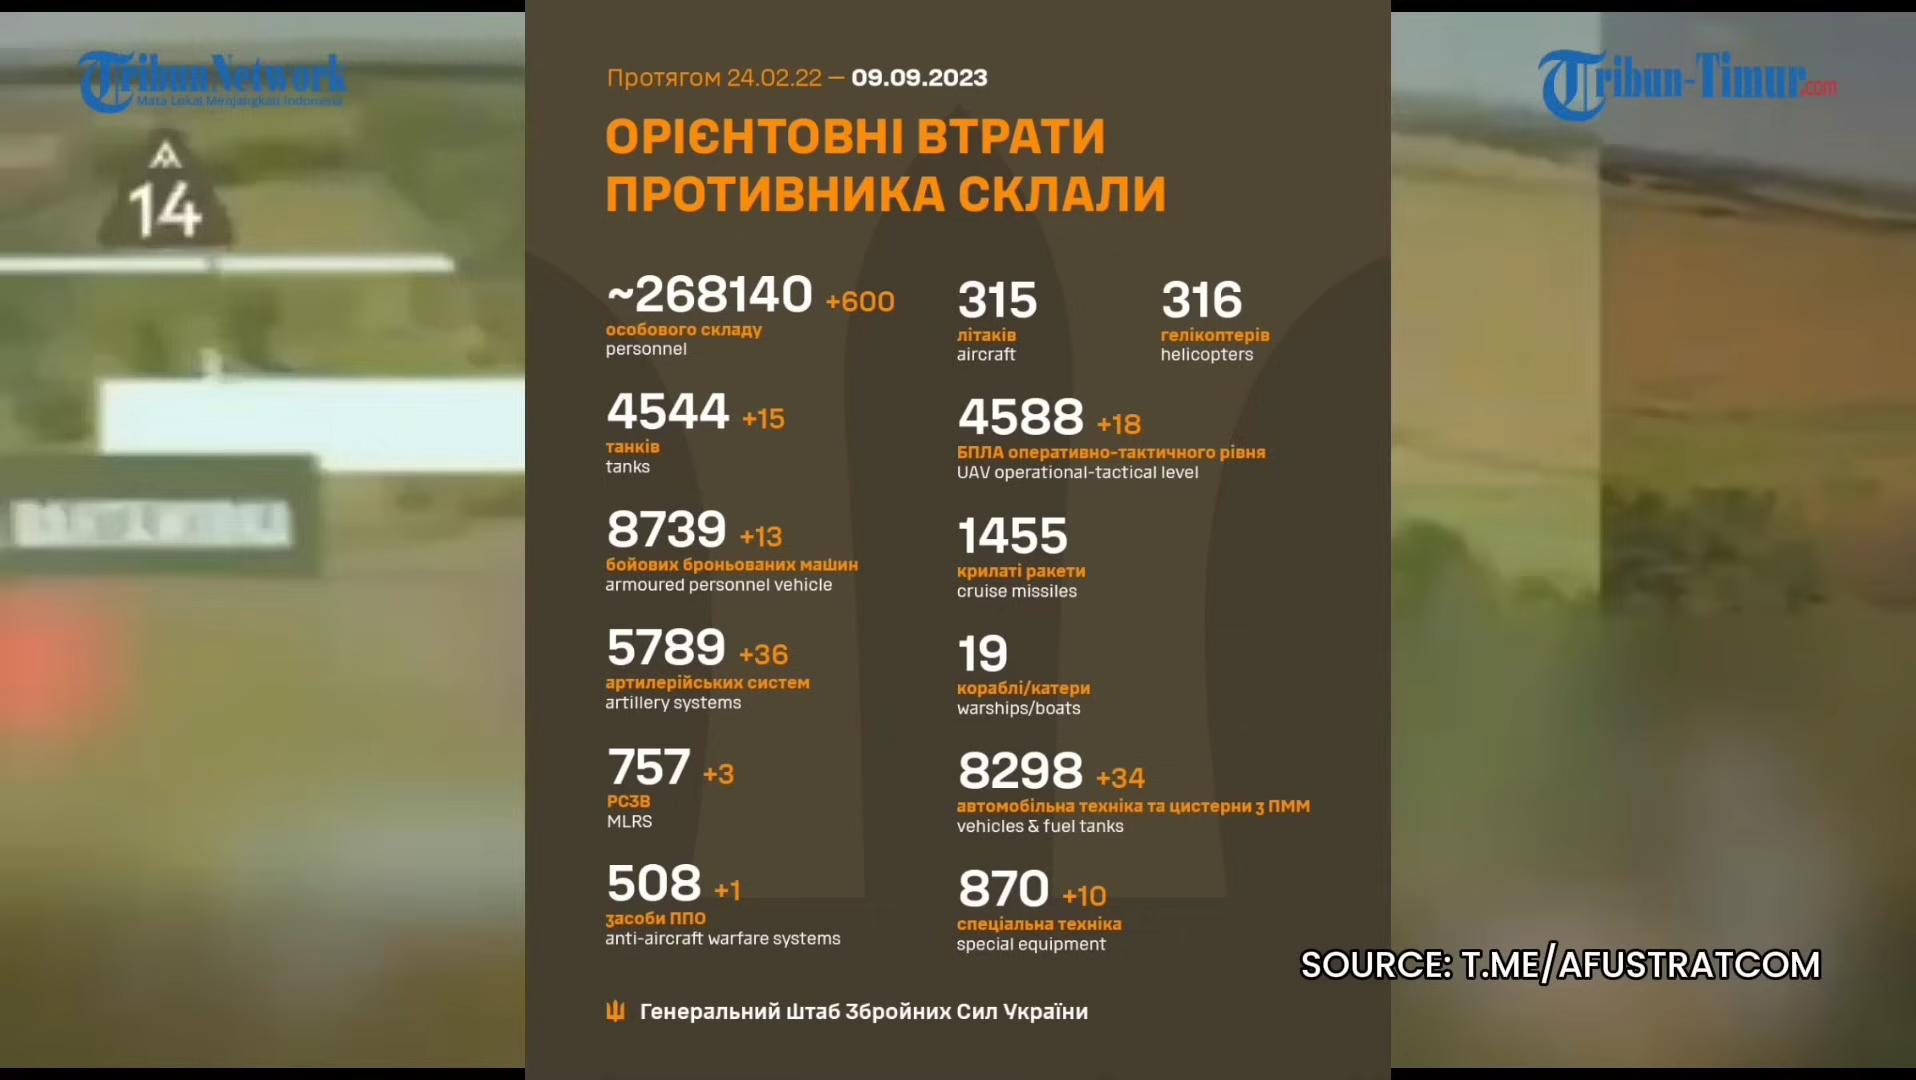 TribunNetwork
Mata Lokal Menjangkau Indonesia
Tribun-Timur.com
14
Протягом 24.02.22 — 09.09.2023
ОРІЄНТОВНІ ВТРАТИ
ПРОТИВНИКА СКЛАЛИ
~268140 +600
особового складу
personnel
315
літаків
aircraft
316
гелікоптерів
helicopters
4544 +15
танків
tanks
4588 +18
БПЛА оперативно-тактичного рівня
UAV operational-tactical level
8739 +13
бойових броньованих машин
armoured personnel vehicle
1455
крилаті ракети
cruise missiles
5789 +36
артилерійських систем
artillery systems
19
кораблі/катери
warships/boats
757 +3
РСЗВ
MLRS
8298 +34
автомобільна техніка та цистерни з ПММ
vehicles & fuel tanks
508 +1
засоби ППО
anti-aircraft warfare systems
870 +10
спеціальна техніка
special equipment
SOURCE: T.ME/AFUSTRATCOM
Генеральний штаб Збройних Сил України